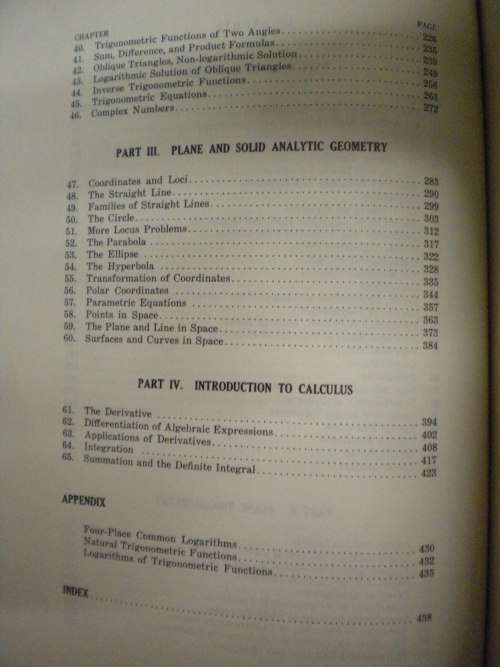 CHAPTER PAGE
40. Trigonometric Functions of Two Angles 226
41. Sum, Difference, and Product Formulas 235
42. Oblique Triangles, Non-logarithmic Solution 239
43. Logarithmic Solution of Oblique Triangles 249
44. Inverse Trigonometric Functions 256
45. Trigonometric Equations
46. Complex Numbers 272
PART III. PLANE AND SOLID ANALYTIC GEOMETRY
47. Coordinates and Loci 285
48. The Straight Line 290
49. Families of Straight Lines 299
50. The Circle 303
51. More Locus Problems 312
52. The Parabola 317
53. The Ellipse 322
54. The Hyperbola 328
55. Transformation of Coordinates 335
56. Polar Coordinates 344
57. Parametric Equations 357
58. Points in Space 363
59. The Plane and Line in Space 373
60. Surfaces and Curves in Space 384
PART IV. INTRODUCTION TO CALCULUS
61. The Derivative 394
62. Differentiation of Algebraic Expressions 402
63. Applications of Derivatives 408
64. Integration 417
65. Summation and the Definite Integral 423
APPENDIX
Four-Place Common Logarithms 430
Natural Trigonometric Functions 432
Logarithms of Trigonometric Functions 435
INDEX 438